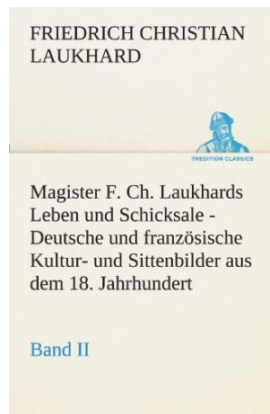 FRIEDRICH CHRISTIAN
LAUKHARD
TREDITION CLASSICS
Magister F. Ch. Laukhards
Leben und Schicksale -
Deutsche und französische
Kultur- und Sittenbilder aus
dem 18. Jahrhundert
Band II